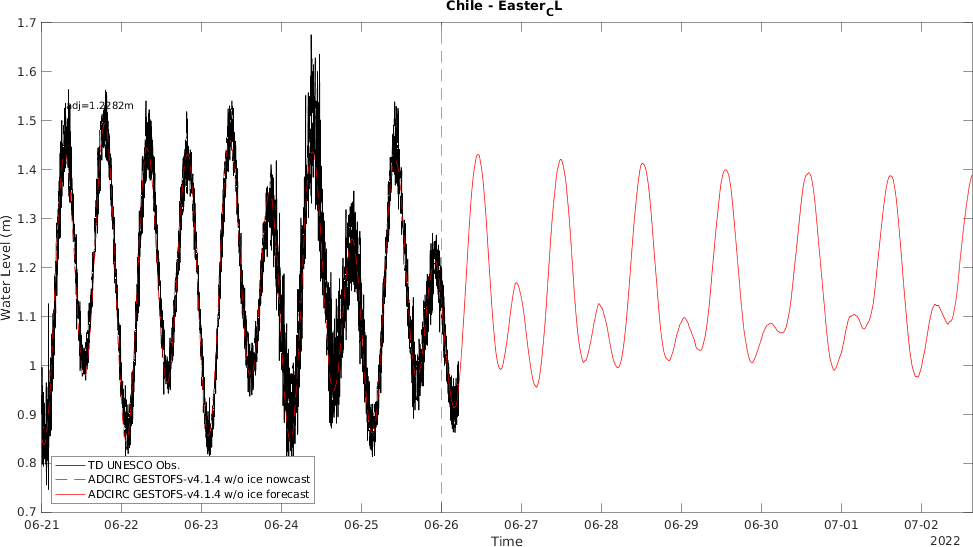 Chile - Easter_CL
1.7
1.6
1.5
1.4
1.3
1.2
1.1
1
0.9
0.8
0.7
Water Level (m)
adj=1.2282m
TD UNESCO Obs.
ADCIRC GESTOFS-v4.1.4 w/o ice nowcast
ADCIRC GESTOFS-v4.1.4 w/o ice forecast
06-21 06-22 06-23 06-24 06-25 06-26 06-27 06-28 06-29 06-30 07-01 07-02
Time
2022